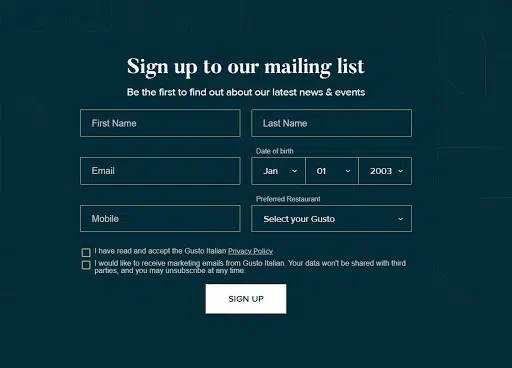 Sign up to our mailing list
Be the first to find out about our latest news & events
First Name
Last Name
Email
Date of birth
Jan 01 2003
Mobile
Preferred Restaurant
Select your Gusto
I have read and accept the Gusto Italian Privacy Policy
I would like to receive marketing emails from Gusto Italian. Your data won't be shared with third
parties, and you may unsubscribe at any time.
SIGN UP